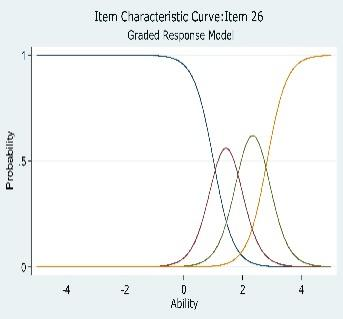 Item Characteristic Curve:Item 26
Graded Response Model
Probability
1
.5
0
-4 -2 0 2 4
Ability